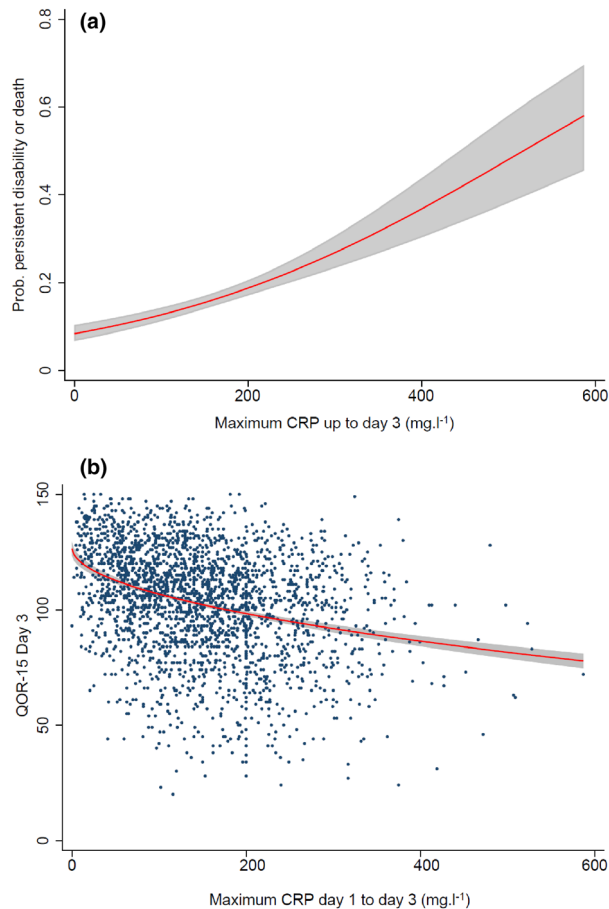 (a)
Prob. persistent disability or death
0.8
0.6
0.4
0.2
0
0 200 400 600
Maximum CRP up to day 3 (mg.l-1)
(b)
QOR-15 Day 3
150
100
50
0
0 200 400 600
Maximum CRP day 1 to day 3 (mg.l-1)